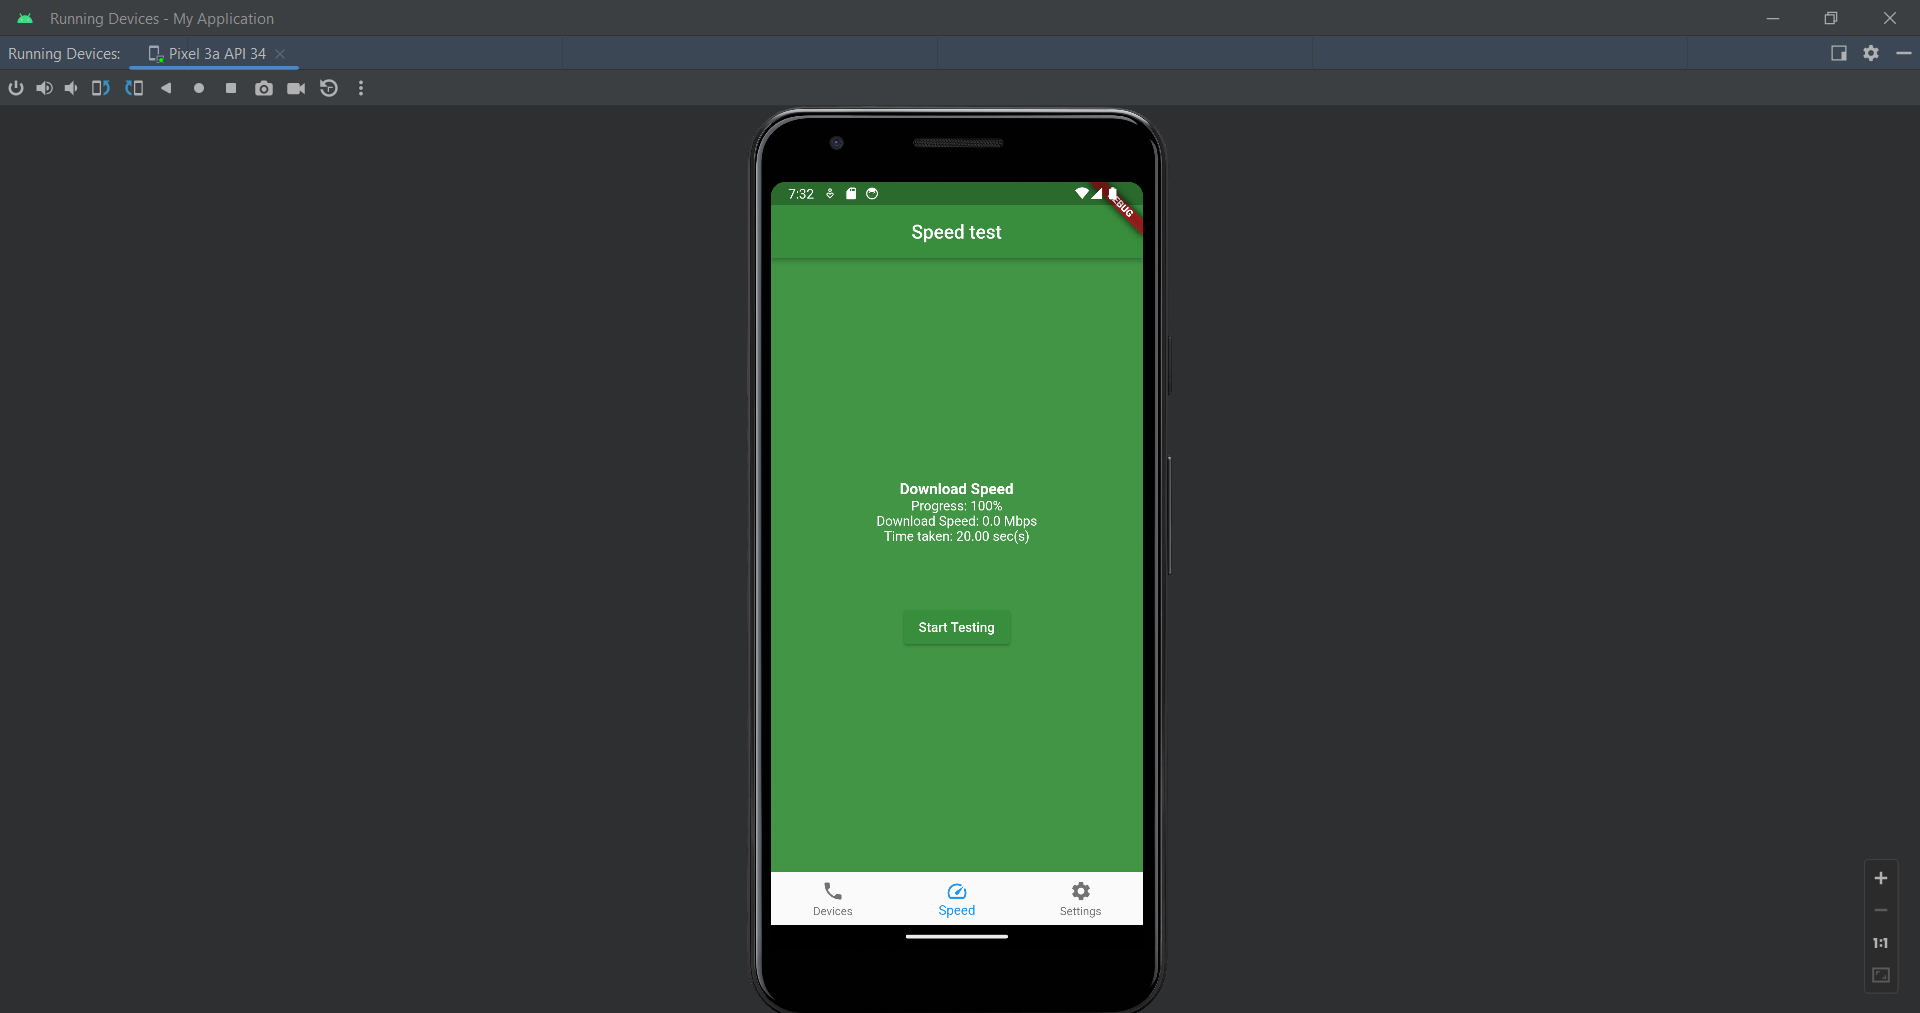 Running Devices - My Application
Running Devices:
Pixel 3a API 34
7:32
Speed test
Download Speed
Progress: 100%
Download Speed: 0.0 Mbps
Time taken: 20.00 sec(s)
Start Testing
Devices
Speed
Settings
1:1